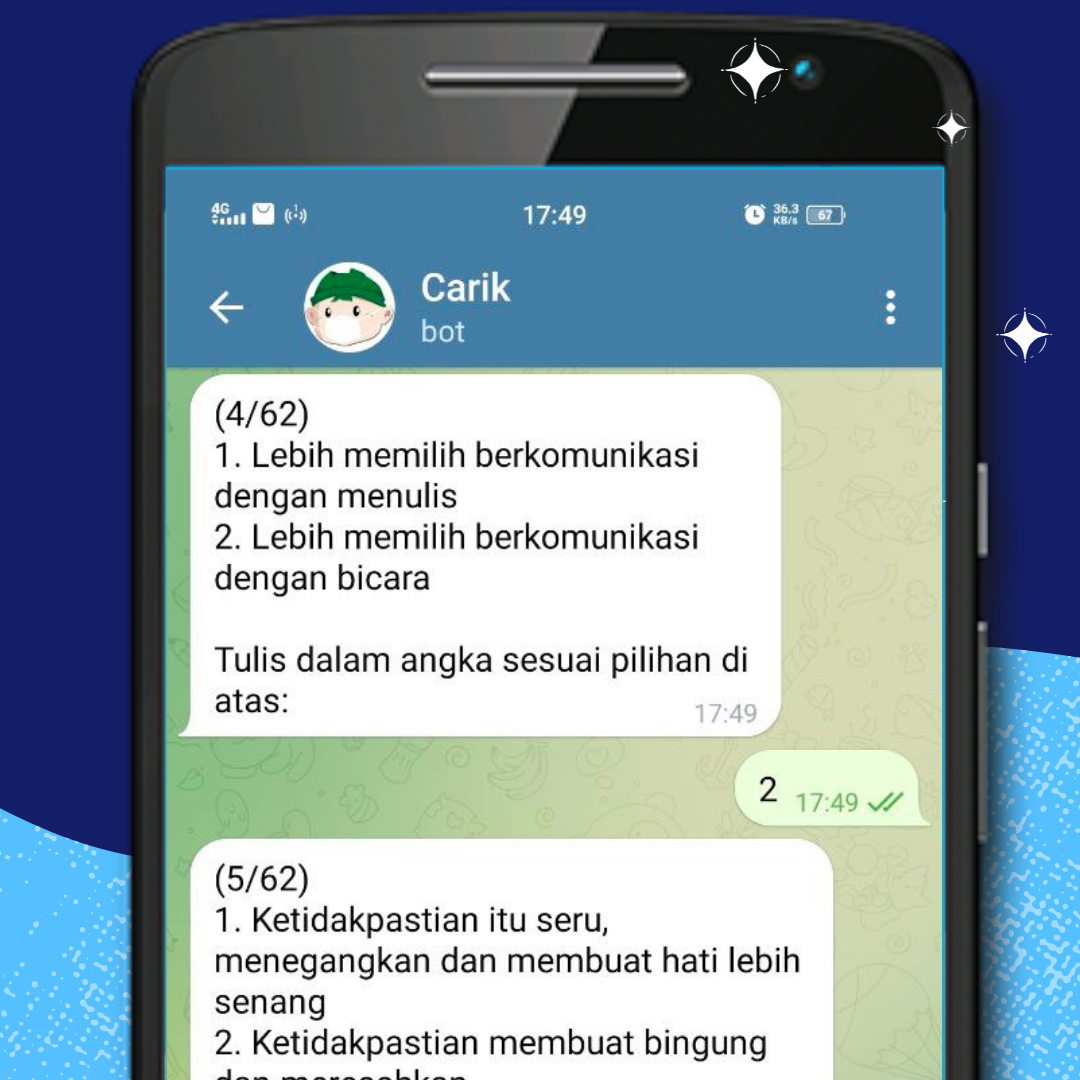 4G
17:49
36.3
KB/s
67
Carik
bot
(4/62)
1. Lebih memilih berkomunikasi
dengan menulis
2. Lebih memilih berkomunikasi
dengan bicara
Tulis dalam angka sesuai pilihan di
atas:
17:49
2 17:49
(5/62)
1. Ketidakpastian itu seru,
menegangkan dan membuat hati lebih
senang
2. Ketidakpastian membuat bingung
dan meresahkan